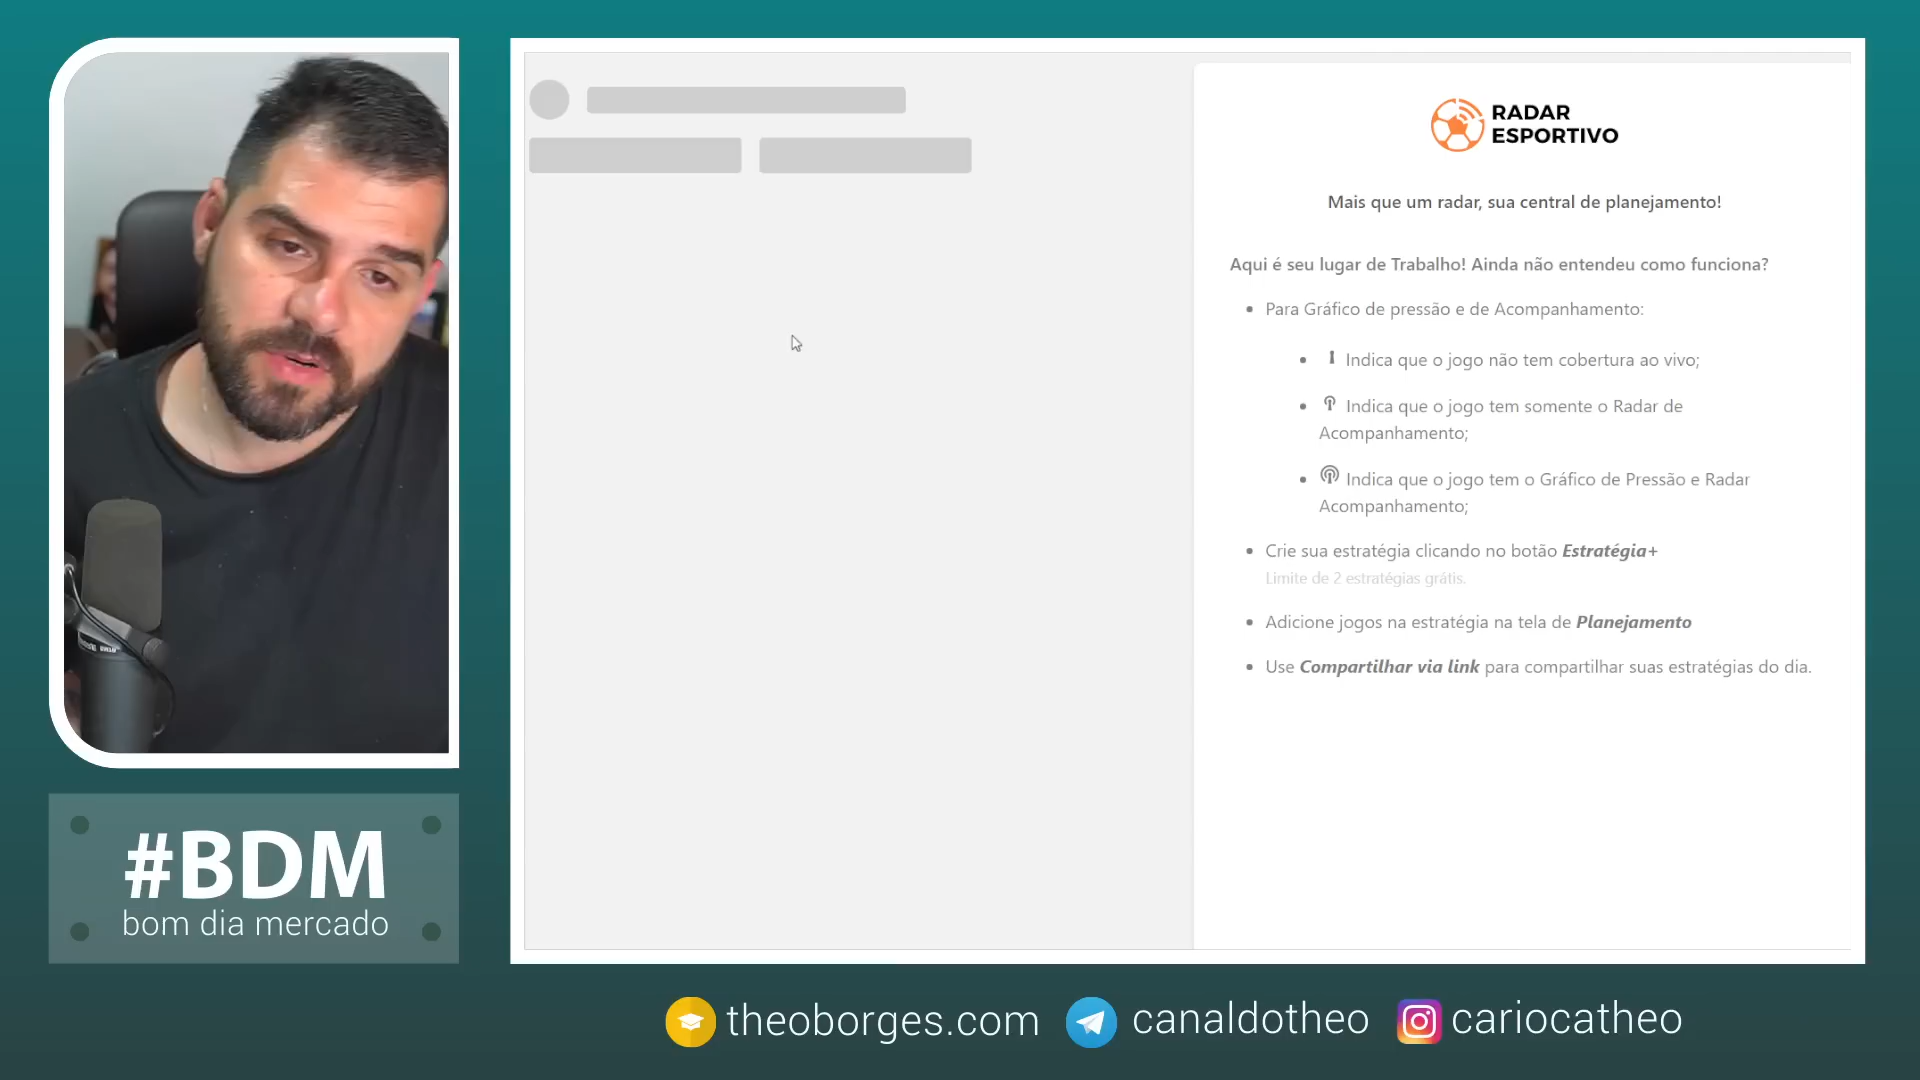 RADAR
ESPORTIVO
Mais que um radar, sua central de planejamento!
Aqui é seu lugar de Trabalho! Ainda não entendeu como funciona?
Para Gráfico de pressão e de Acompanhamento:
Indica que o jogo não tem cobertura ao vivo;
Indica que o jogo tem somente o Radar de
Acompanhamento;
Indica que o jogo tem o Gráfico de Pressão e Radar
Acompanhamento;
Crie sua estratégia clicando no botão Estratégia+
Limite de 2 estratégias grátis.
Adicione jogos na estratégia na tela de Planejamento
Use Compartilhar via link para compartilhar suas estratégias do dia.
#BDM
bom dia mercado
theoborges.com
canaldotheo
cariocatheo